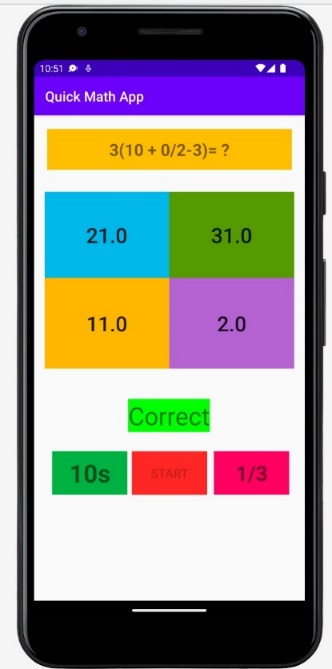 10:51
Quick Math App
3(10 + 0/2-3)= ?
21.0 31.0
11.0 2.0
Correct
10s START 1/3